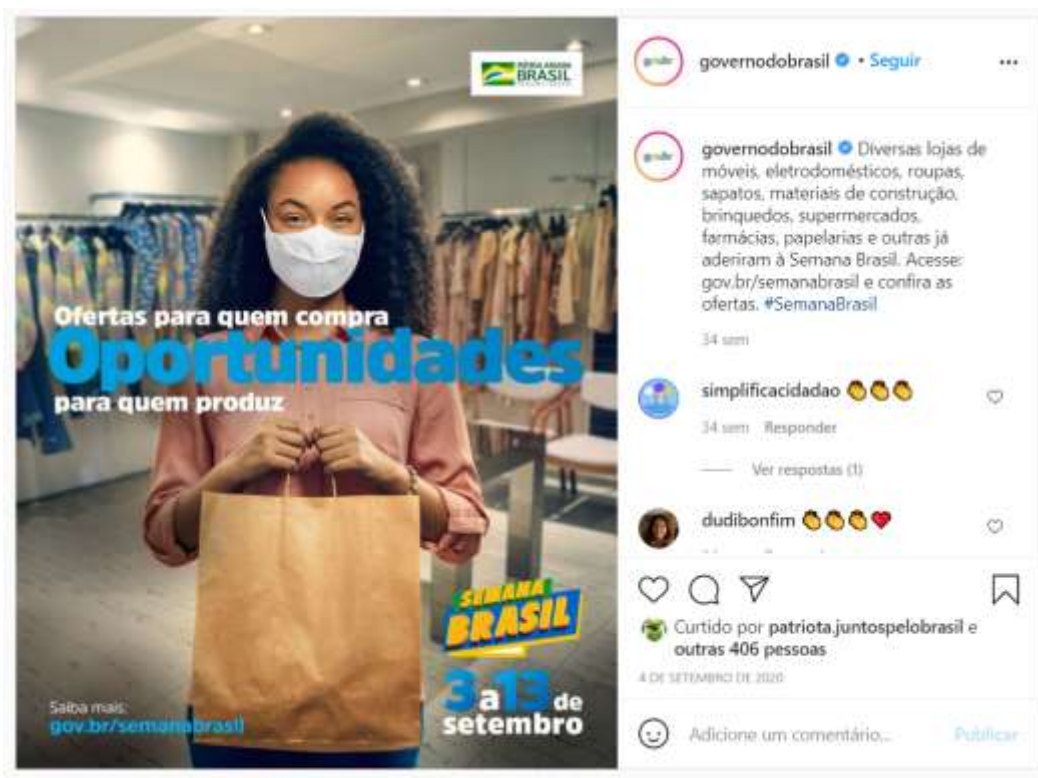 PÁTRIA AMADA
BRASIL
Ofertas para quem compra
Oportunidades
para quem produz
SEMANA
BRASIL
3 a 13 de
setembro
Saiba mais:
gov.br/semanabrasil
governodobrasil • Seguir
governodobrasil Diversas lojas de
móveis, eletrodomésticos, roupas,
sapatos, materiais de construção,
brinquedos, supermercados,
farmácias, papelarias e outras já
aderiram à Semana Brasil. Acesse:
gov.br/semanabrasil e confira as
ofertas. #SemanaBrasil
34 sem
simplificacidadao 👏👏👏
34 sem Responder
Ver respostas (1)
dudibonfim 👏👏👏❤️
Curtido por patriota.juntospelobrasil e
outras 406 pessoas
4 DE SETEMBRO DE 2020
Adicione um comentário... Publicar